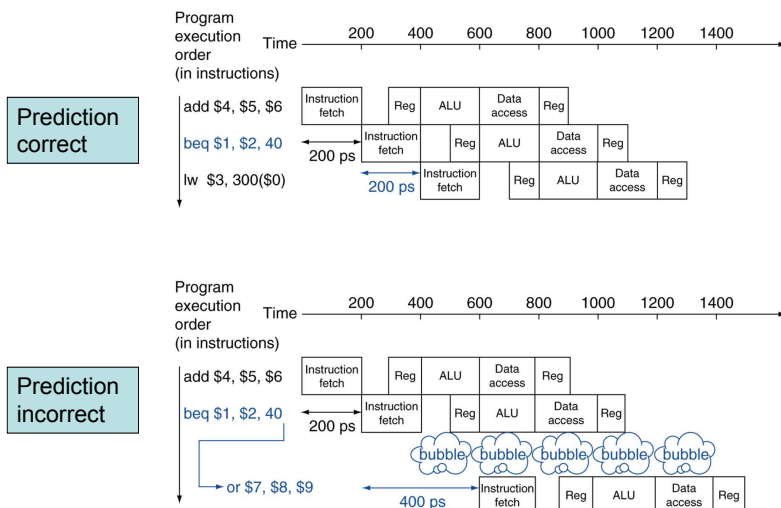 Program
execution
order
(in instructions)
Time
200 400 600 800 1000 1200 1400
Prediction
correct
add $4, $5, $6
Instruction
fetch
Reg
ALU
Data
access
Reg
beq $1, $2, 40
200 ps
Instruction
fetch
Reg
ALU
Data
access
Reg
lw $3, 300($0)
200 ps
Instruction
fetch
Reg
ALU
Data
access
Reg
Program
execution
order
(in instructions)
Time
200 400 600 800 1000 1200 1400
Prediction
incorrect
add $4, $5, $6
Instruction
fetch
Reg
ALU
Data
access
Reg
beq $1, $2, 40
200 ps
Instruction
fetch
Reg
ALU
Data
access
Reg
bubble bubble bubble bubble bubble
or $7, $8, $9
400 ps
Instruction
fetch
Reg
ALU
Data
access
Reg